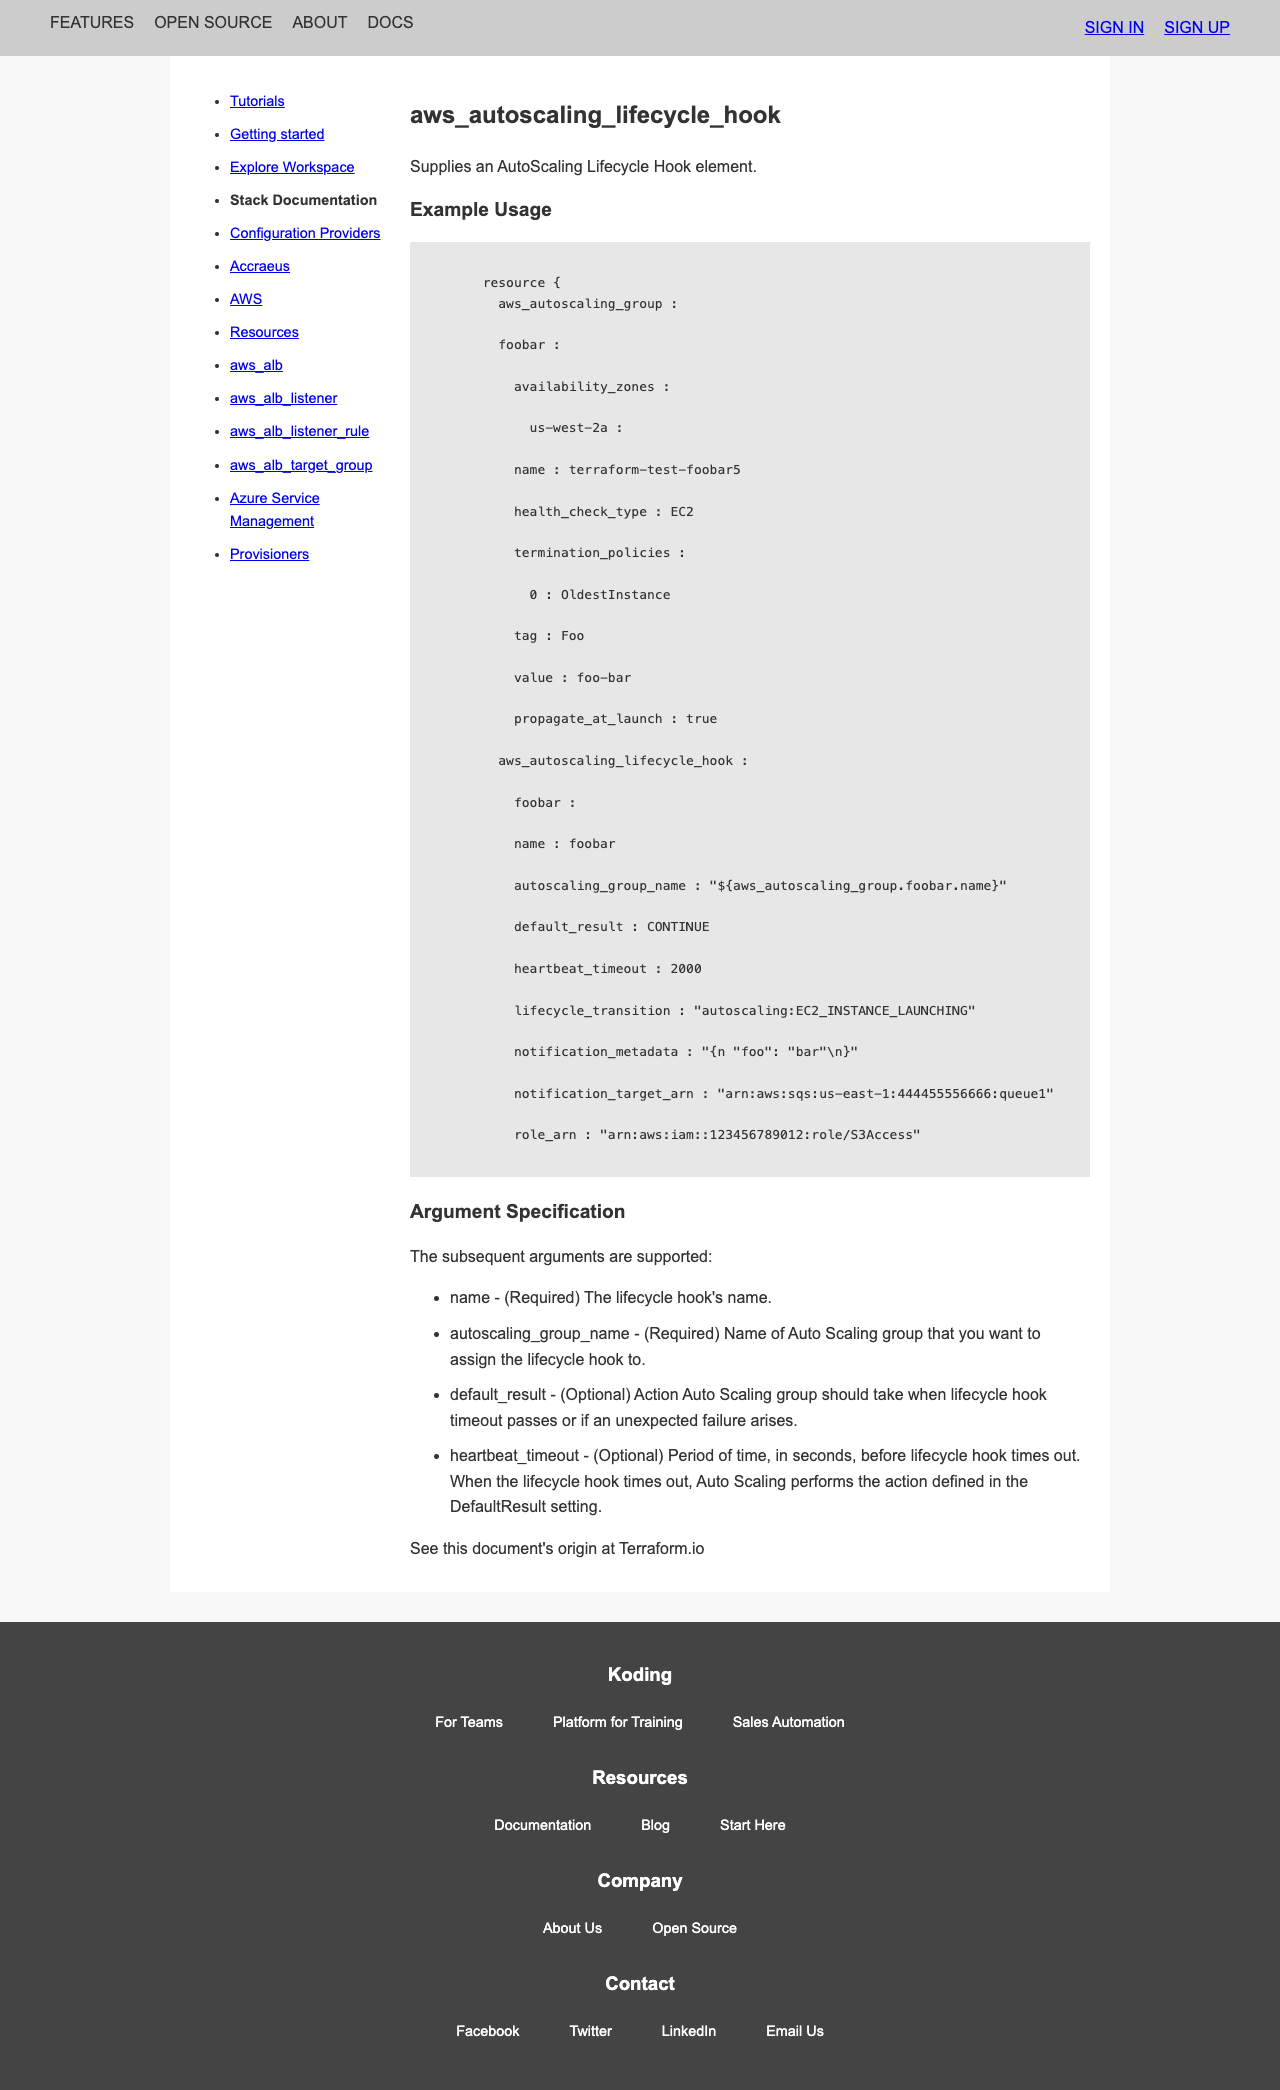 FEATURES OPEN SOURCE ABOUT DOCS SIGN IN SIGN UP
Tutorials
Getting started
Explore Workspace
Stack Documentation
Configuration Providers
Accraeus
AWS
Resources
aws_alb
aws_alb_listener
aws_alb_listener_rule
aws_alb_target_group
Azure Service
Management
Provisioners
aws_autoscaling_lifecycle_hook
Supplies an AutoScaling Lifecycle Hook element.
Example Usage
resource {
aws_autoscaling_group :
foobar :
availability_zones :
us-west-2a :
name : terraform-test-foobar5
health_check_type : EC2
termination_policies :
0 : OldestInstance
tag : Foo
value : foo-bar
propagate_at_launch : true
aws_autoscaling_lifecycle_hook :
foobar :
name : foobar
autoscaling_group_name : "${aws_autoscaling_group.foobar.name}"
default_result : CONTINUE
heartbeat_timeout : 2000
lifecycle_transition : "autoscaling:EC2_INSTANCE_LAUNCHING"
notification_metadata : "{n "foo": "bar"\n}"
notification_target_arn : "arn:aws:sqs:us-east-1:444455556666:queue1"
role_arn : "arn:aws:iam::123456789012:role/S3Access"
Argument Specification
The subsequent arguments are supported:
name - (Required) The lifecycle hook's name.
autoscaling_group_name - (Required) Name of Auto Scaling group that you want to
assign the lifecycle hook to.
default_result - (Optional) Action Auto Scaling group should take when lifecycle hook
timeout passes or if an unexpected failure arises.
heartbeat_timeout - (Optional) Period of time, in seconds, before lifecycle hook times out.
When the lifecycle hook times out, Auto Scaling performs the action defined in the
DefaultResult setting.
See this document's origin at Terraform.io
Koding
For Teams Platform for Training Sales Automation
Resources
Documentation Blog Start Here
Company
About Us Open Source
Contact
Facebook Twitter LinkedIn Email Us